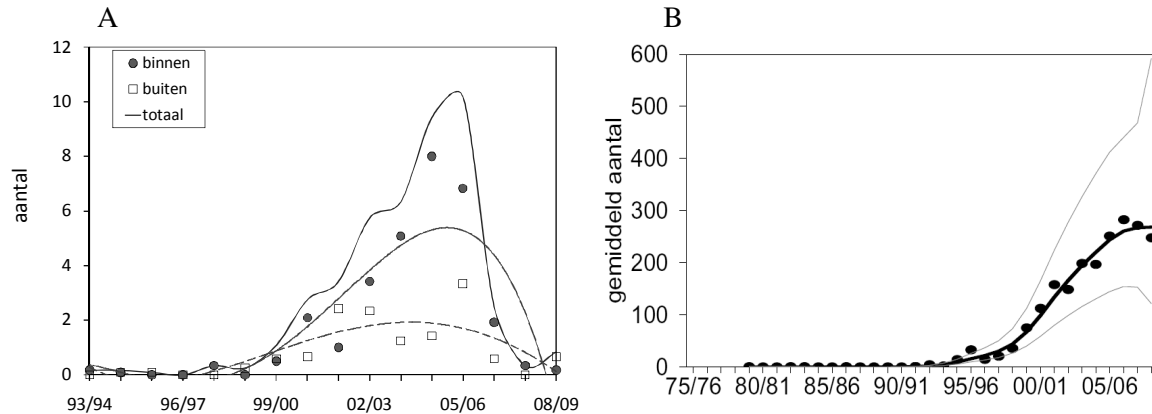 A
aantal
12
10
8
6
4
2
0
binnen
buiten
totaal
93/94 96/97 99/00 02/03 05/06 08/09
B
gemiddeld aantal
600
500
400
300
200
100
0
75/76 80/81 85/86 90/91 95/96 00/01 05/06